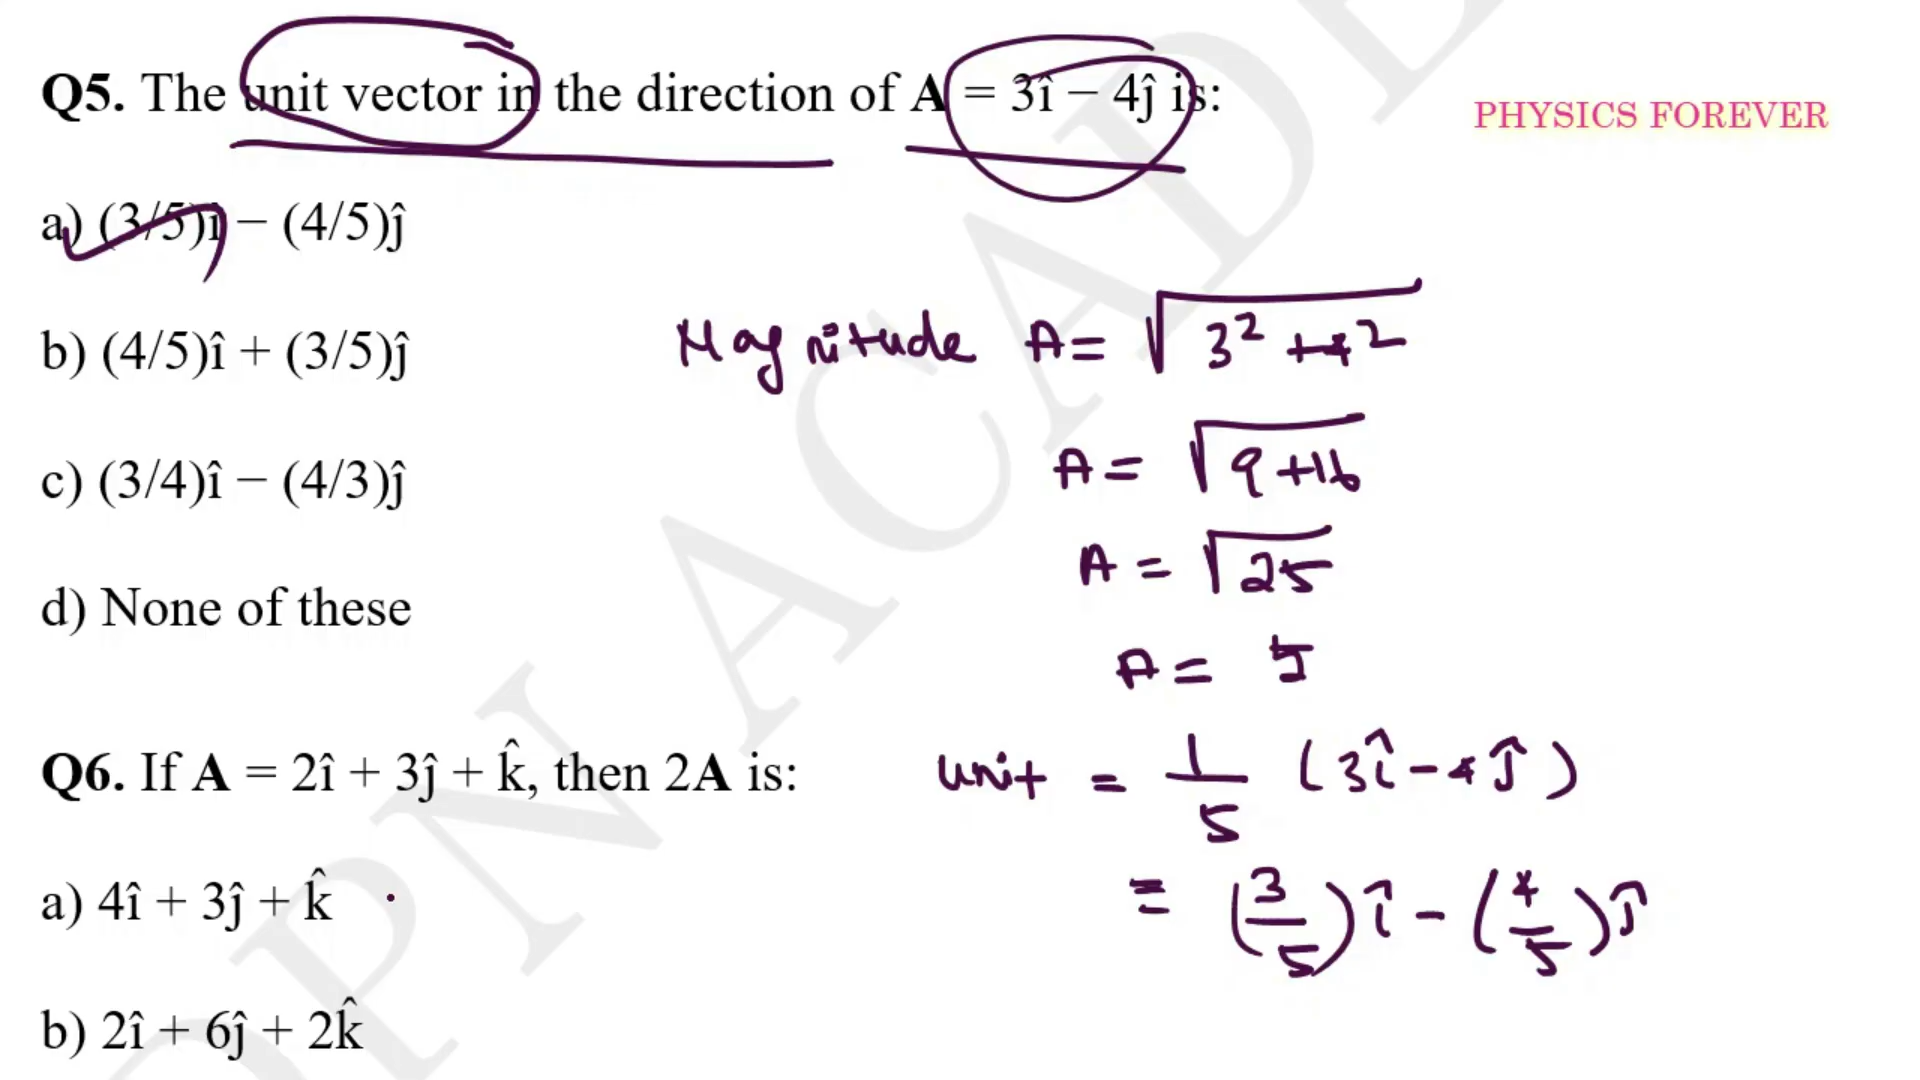 Q5. The unit vector in the direction of A = 3î − 4ĵ is:
PHYSICS FOREVER
a) (3/5)î − (4/5)ĵ
b) (4/5)î + (3/5)ĵ
c) (3/4)î − (4/3)ĵ
d) None of these
Magnitude A = √(3² + 4²)
A = √(9 + 16)
A = √25
A = 5
unit = 1/5 (3î − 4ĵ)
= (3/5)î − (4/5)ĵ
Q6. If A = 2î + 3ĵ + k̂, then 2A is:
a) 4î + 3ĵ + k̂
b) 2î + 6ĵ + 2k̂
DPN ACADE